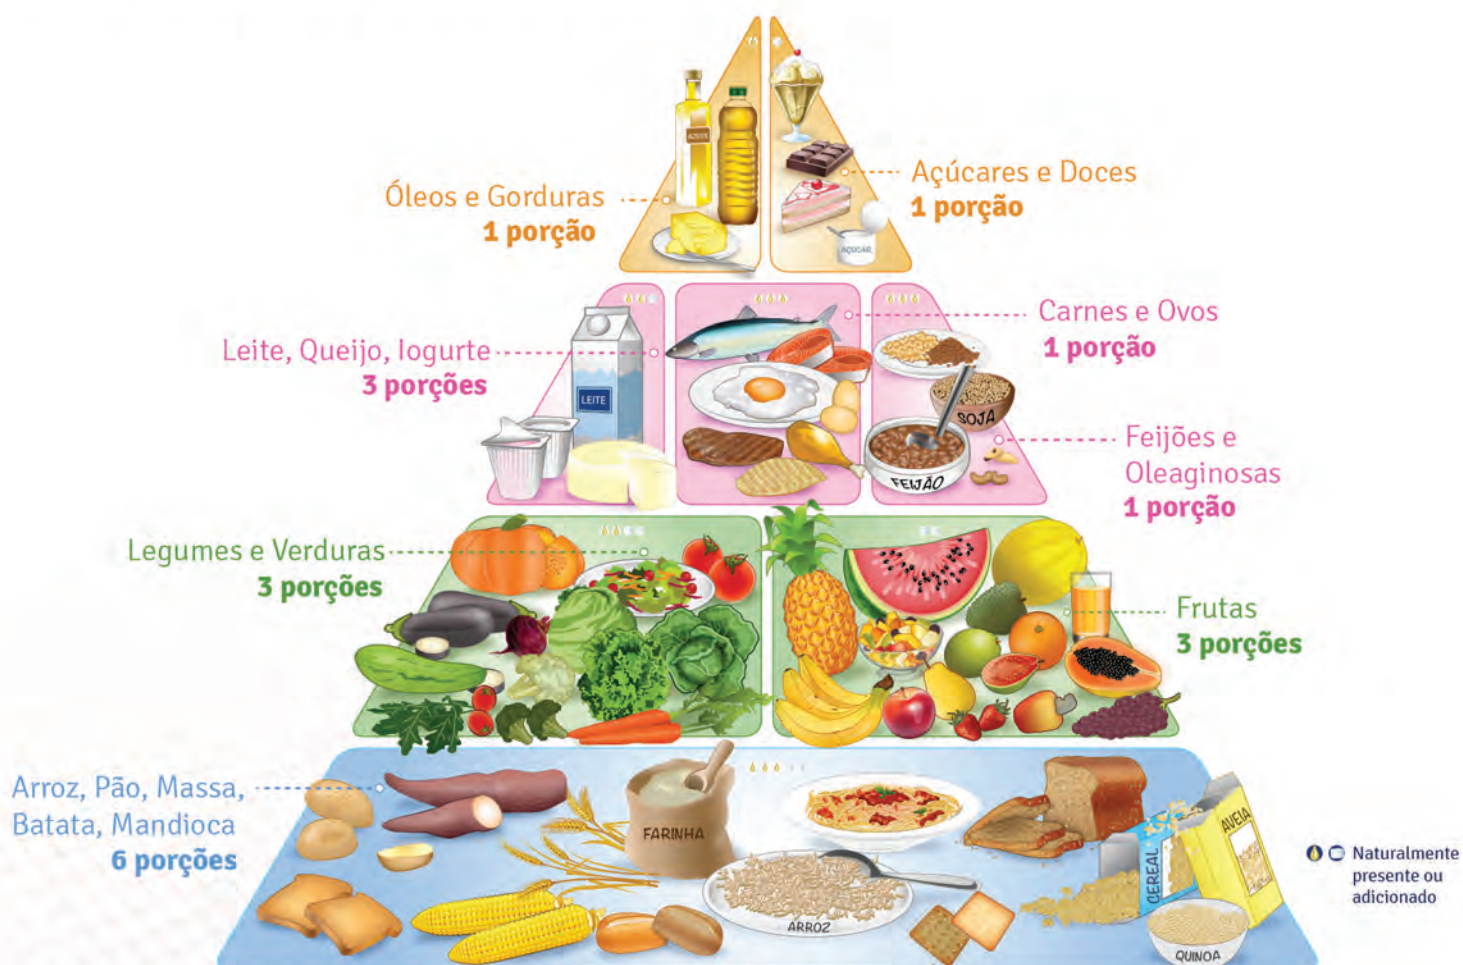 Óleos e Gorduras
1 porção
Açúcares e Doces
1 porção
AZEITE
AÇÚCAR
Leite, Queijo, Iogurte
3 porções
LEITE
Carnes e Ovos
1 porção
SOJA
FEIJÃO
Feijões e
Oleaginosas
1 porção
Legumes e Verduras
3 porções
Frutas
3 porções
Arroz, Pão, Massa,
Batata, Mandioca
6 porções
FARINHA
ARROZ
CEREAL
AVEIA
QUINOA
Naturalmente
presente ou
adicionado